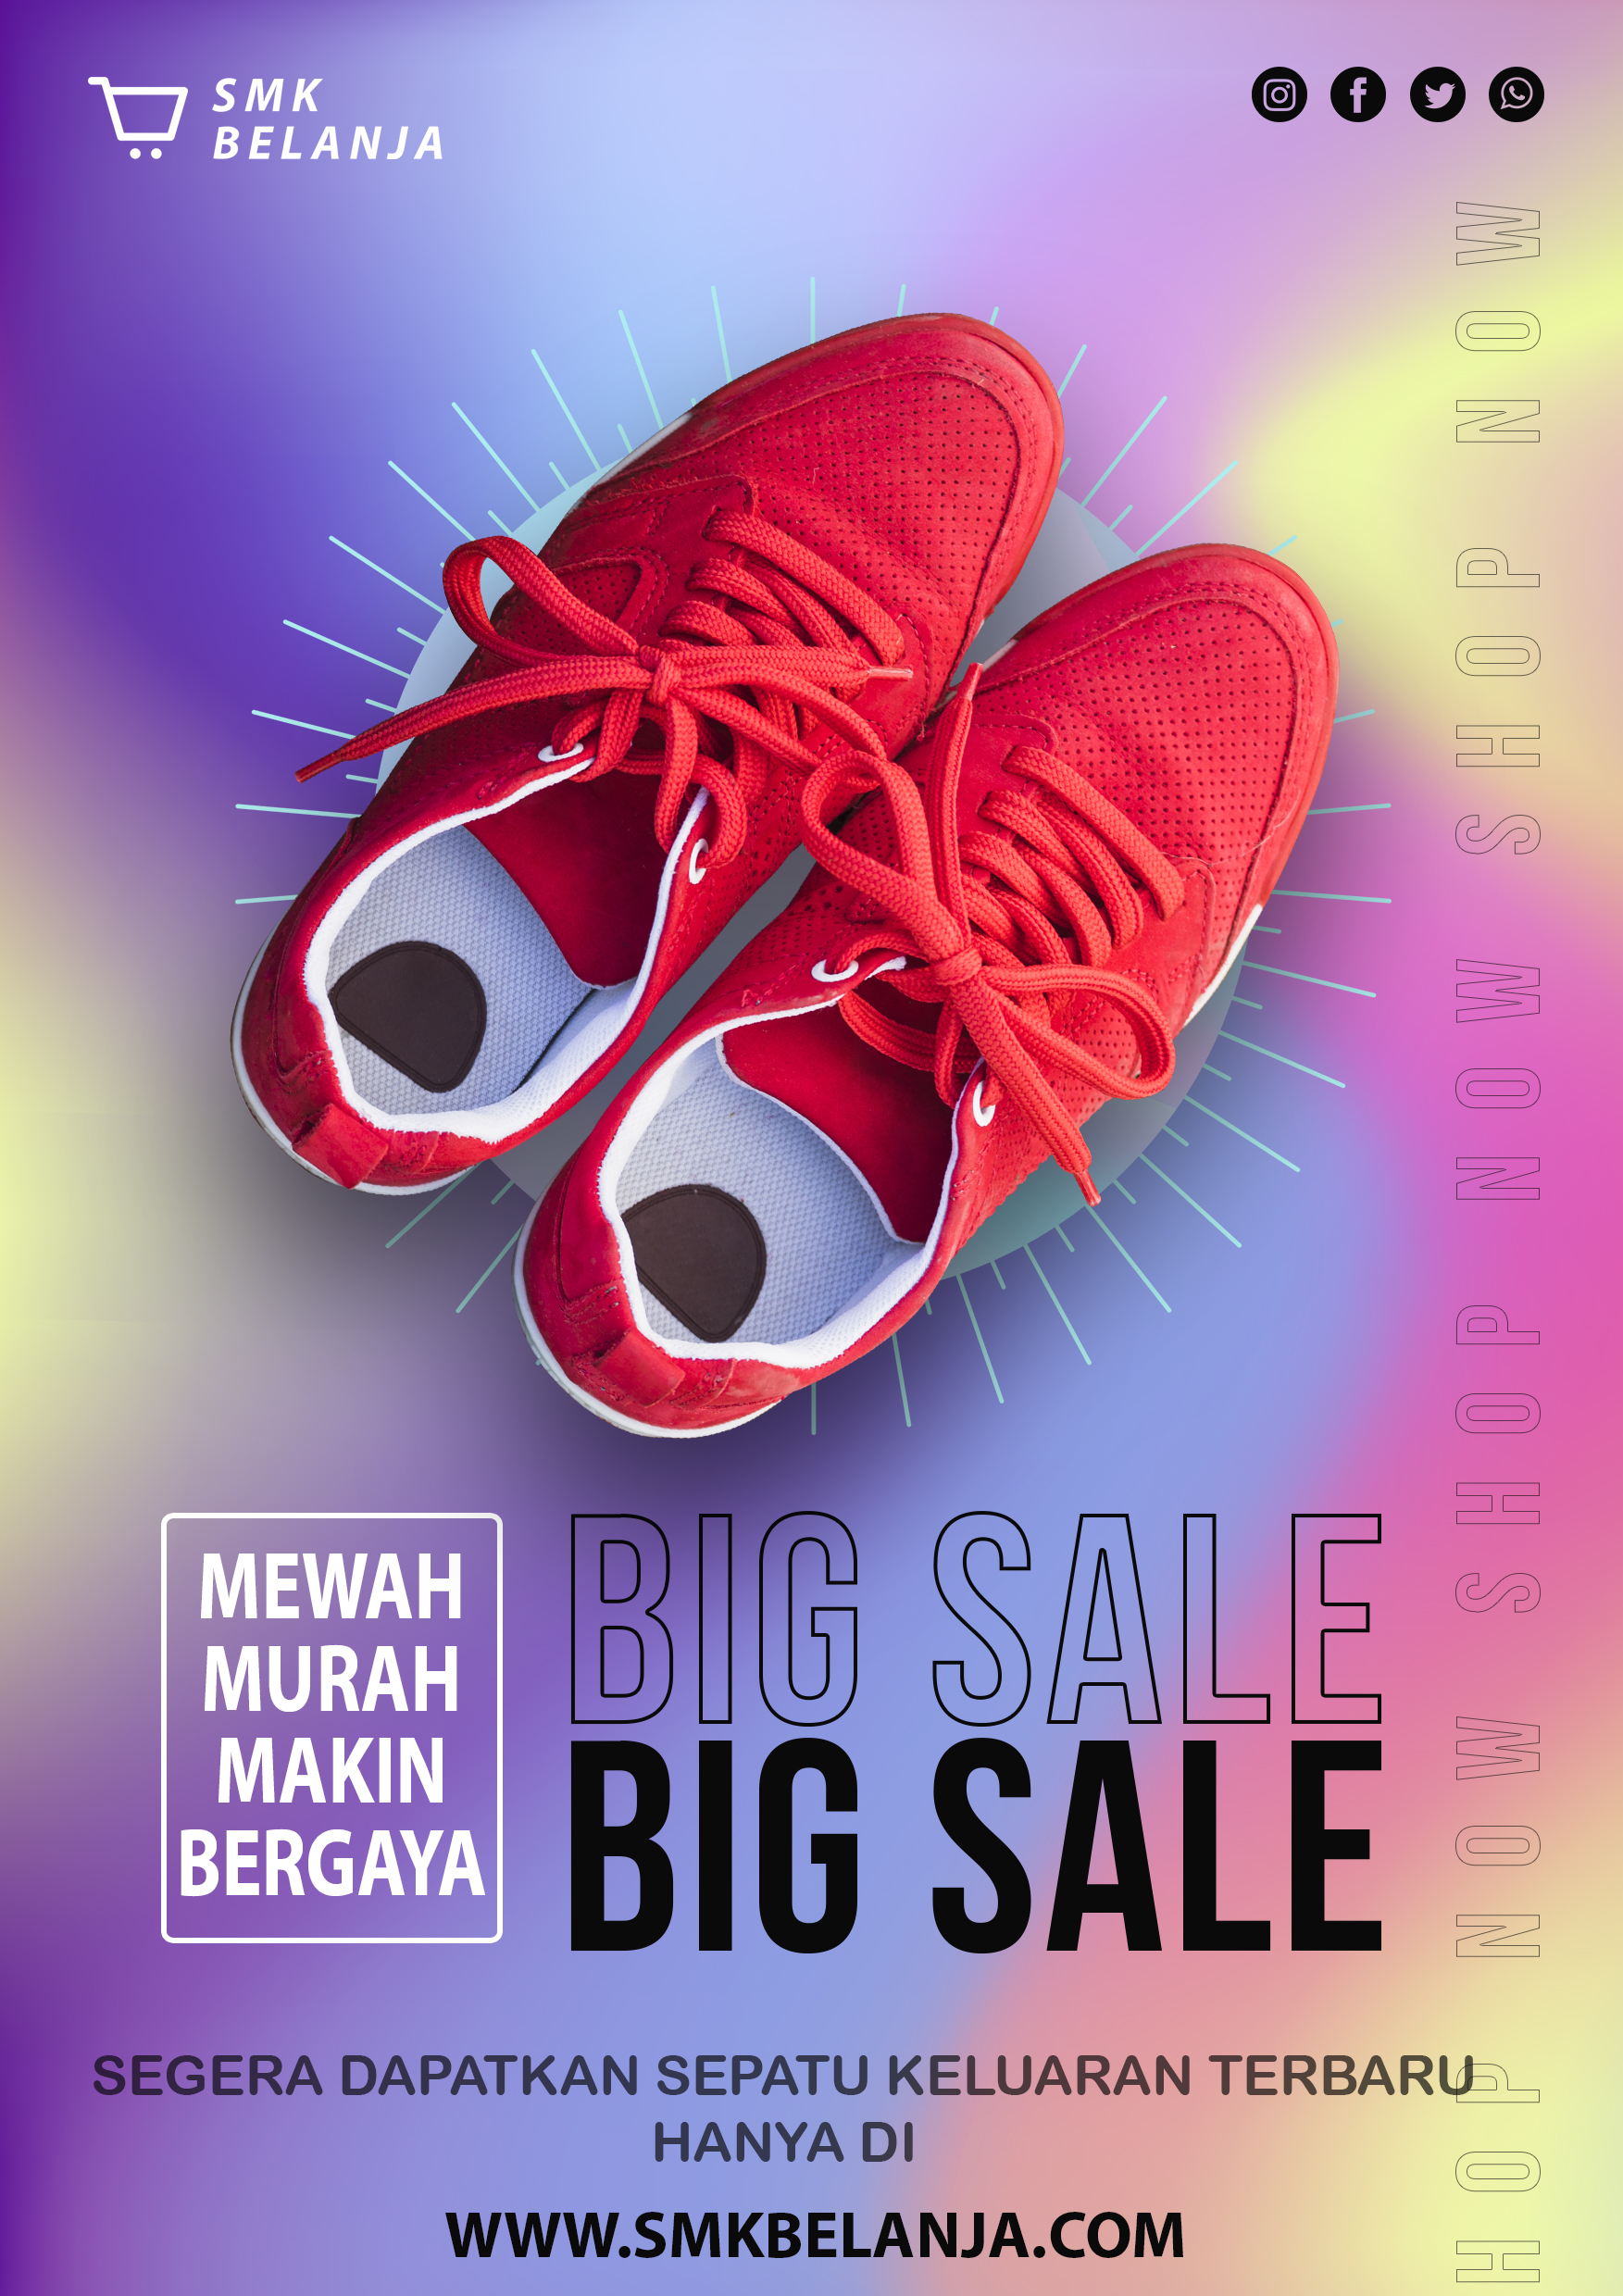 SMK
BELANJA
SHOP NOW SHOP NOW SHOP NOW
MEWAH
MURAH
MAKIN
BERGAYA
BIG SALE
BIG SALE
SEGERA DAPATKAN SEPATU KELUARAN TERBARU
HANYA DI
WWW.SMKBELANJA.COM